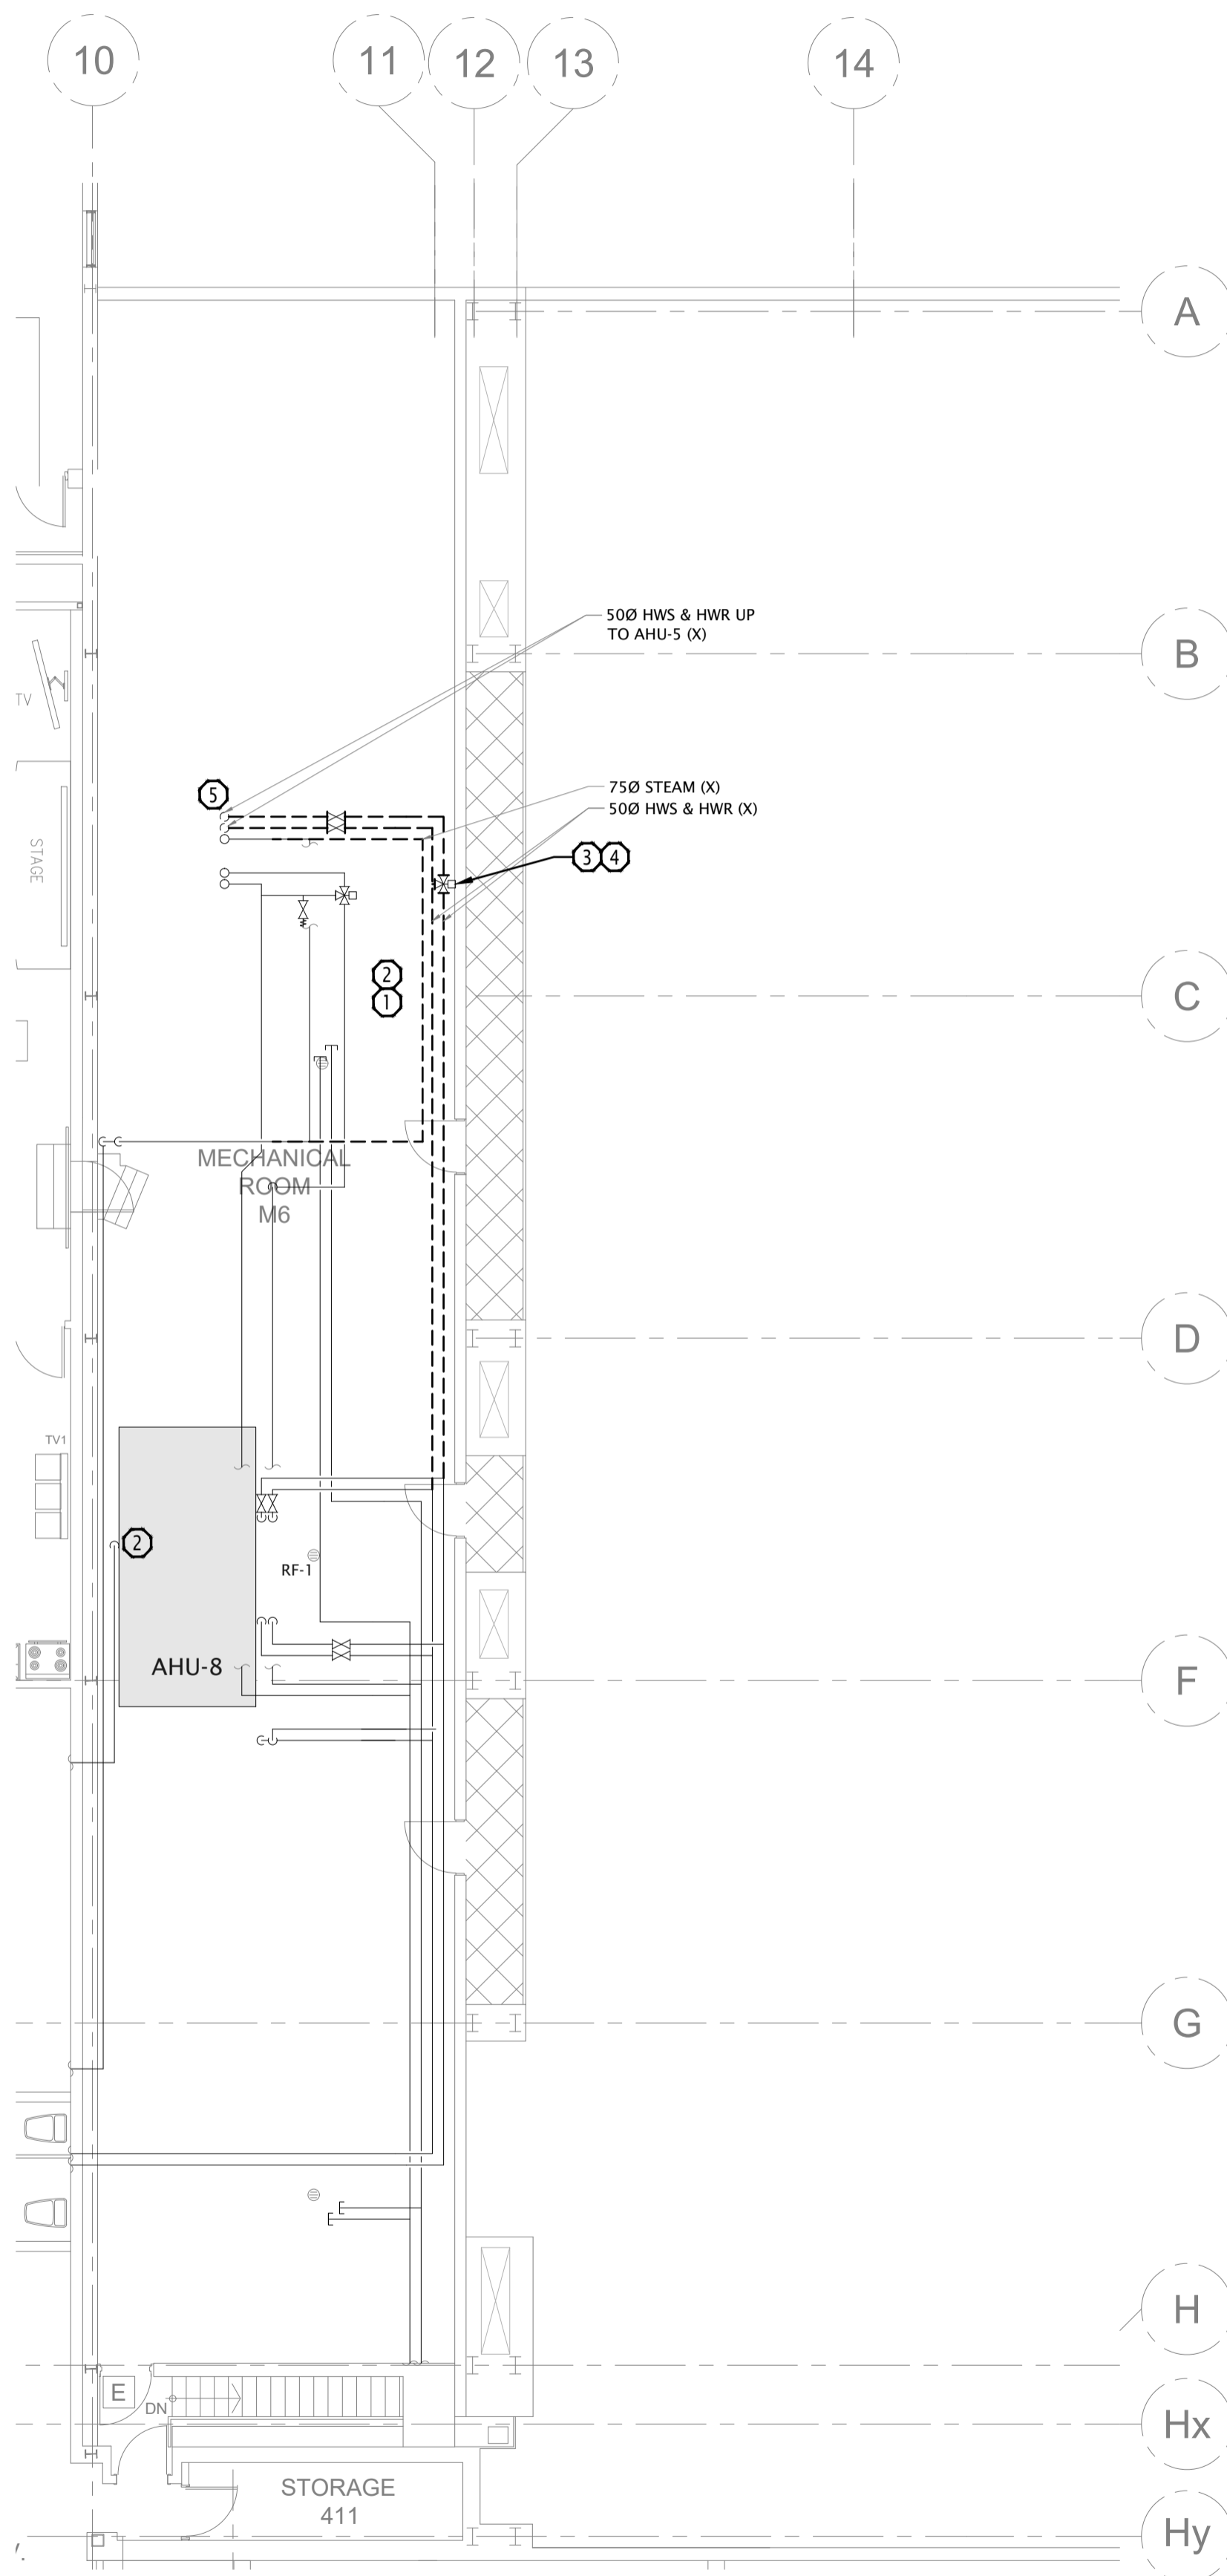 10
11
12
13
14
A
50Ø HWS & HWR UP
TO AHU-5 (X)
B
TV
75Ø STEAM (X)
50Ø HWS & HWR (X)
5
STAGE
3 4
2
1
C
MECHANICAL
ROOM
M6
D
TV1
2
RF-1
AHU-8
F
G
H
E
DN
Hx
STORAGE
411
Hy